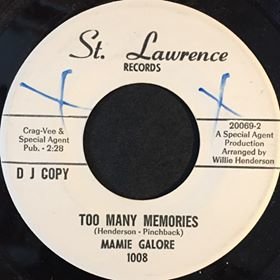 St. Lawrence
RECORDS
Crag-Vee &
Special Agent
Pub. - 2:28
D J COPY
20069-2
A Special Agent
Production
Arranged by
Willie Henderson
TOO MANY MEMORIES
(Henderson - Pinchback)
MAMIE GALORE
1008